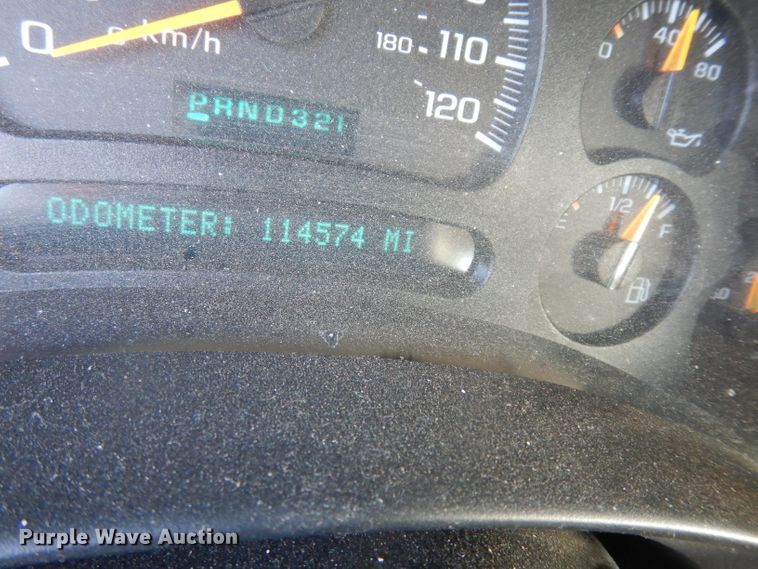 0 km/h
180
110
120
PRND321
ODOMETER: 114574 MI
0 40 80
1/2 F
Purple Wave Auction